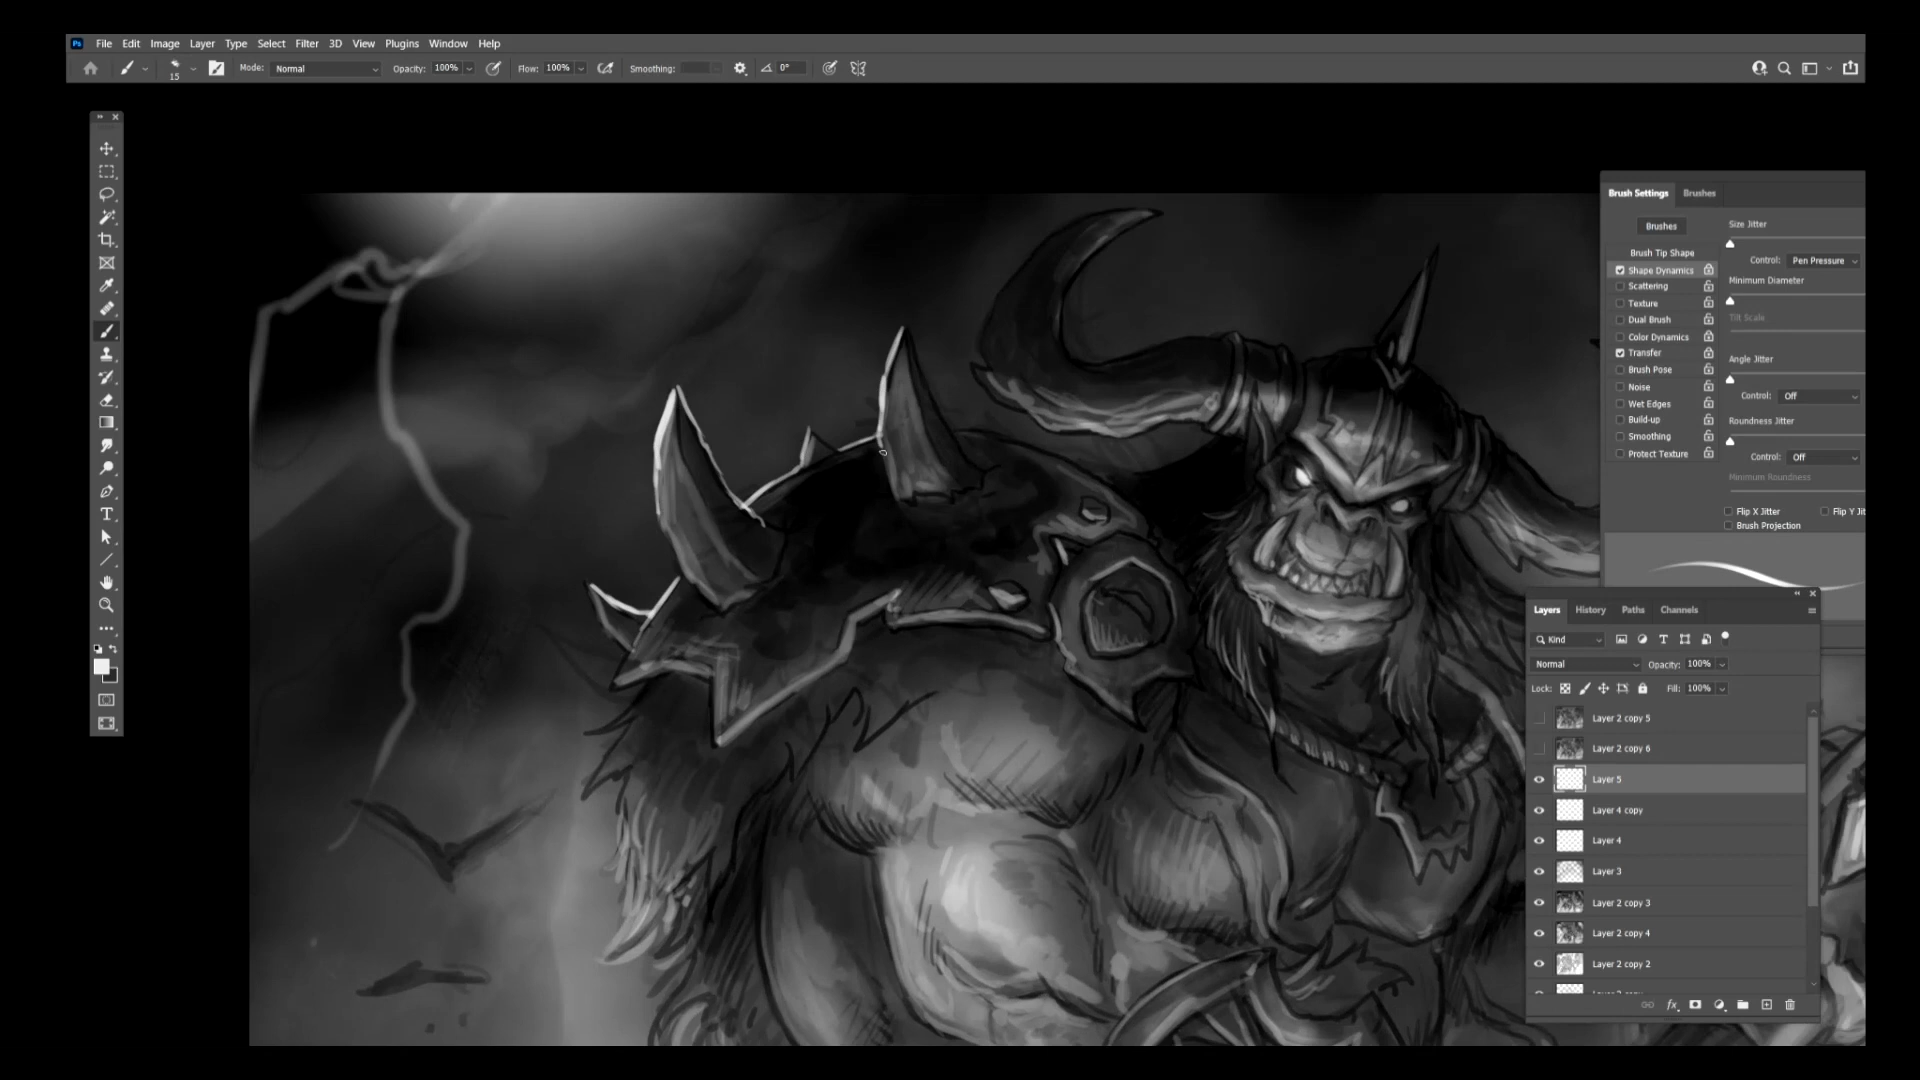 Ps File Edit Image Layer Type Select Filter 3D View Plugins Window Help
15 Mode: Normal Opacity: 100% Flow: 100% Smoothing: 0°
Brush Settings Brushes
Brushes
Brush Tip Shape
Shape Dynamics
Scattering
Texture
Dual Brush
Color Dynamics
Transfer
Brush Pose
Noise
Wet Edges
Build-up
Smoothing
Protect Texture
Size Jitter
Control: Pen Pressure
Minimum Diameter
Tilt Scale
Angle Jitter
Control: Off
Roundness Jitter
Control: Off
Minimum Roundness
Flip X Jitter Flip Y Jit
Brush Projection
Layers History Paths Channels
Kind
Normal Opacity: 100%
Lock: Fill: 100%
Layer 2 copy 5
Layer 2 copy 6
Layer 5
Layer 4 copy
Layer 4
Layer 3
Layer 2 copy 3
Layer 2 copy 4
Layer 2 copy 2
fx